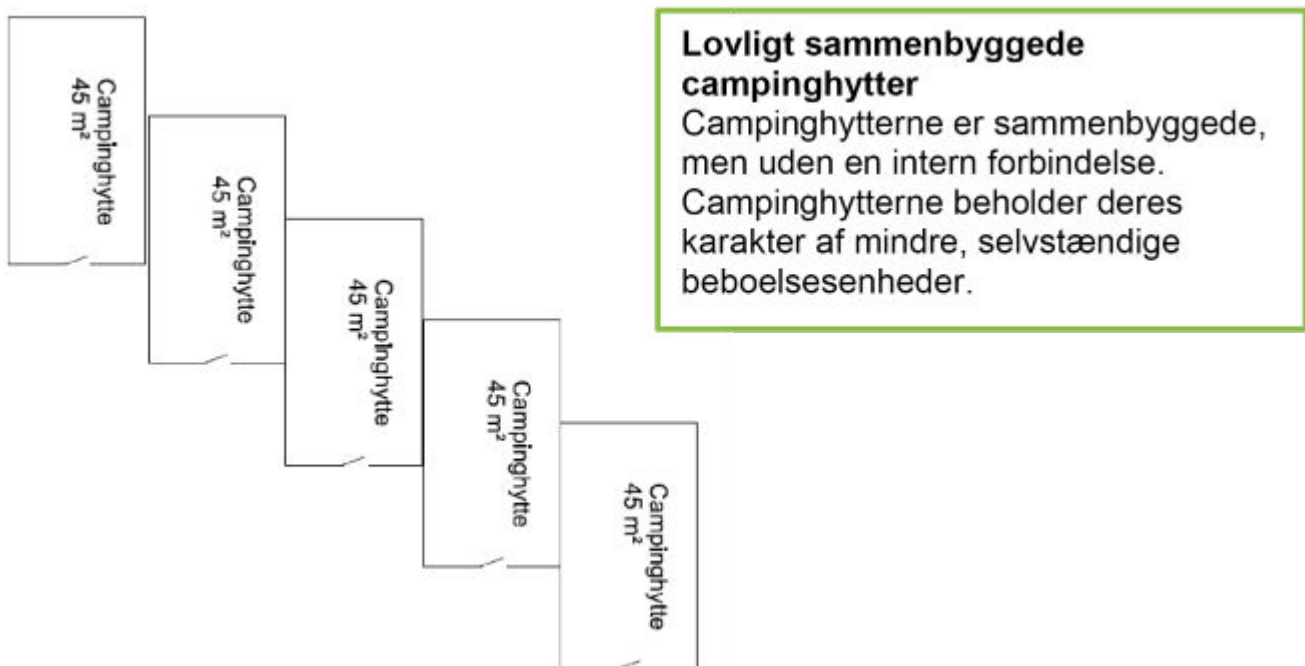 Campinghytte
45 m²
Campinghytte
45 m²
Campinghytte
45 m²
Campinghytte
45 m²
Campinghytte
45 m²
Lovligt sammenbyggede
campinghytter
Campinghytterne er sammenbyggede,
men uden en intern forbindelse.
Campinghytterne beholder deres
karakter af mindre, selvstændige
beboelsesenheder.